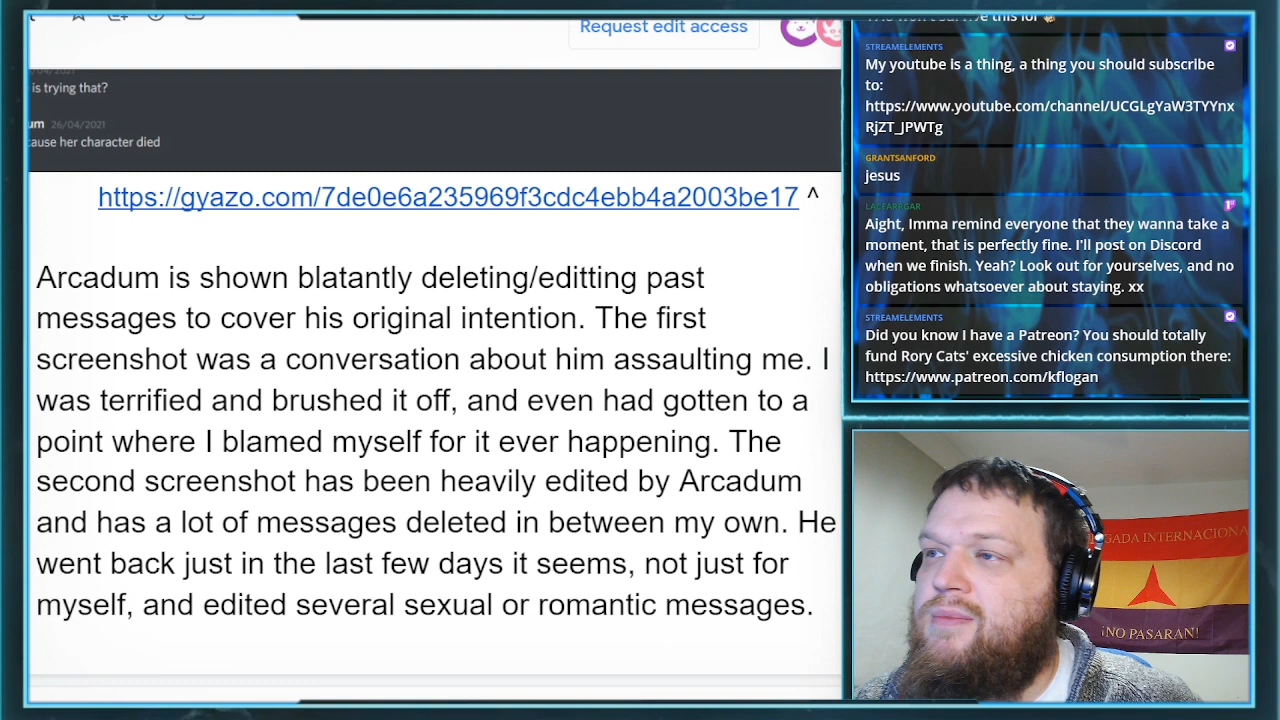 Request edit access
is trying that?
um 26/04/2021
cause her character died
https://gyazo.com/7de0e6a235969f3cdc4ebb4a2003be17 ^
Arcadum is shown blatantly deleting/editting past
messages to cover his original intention. The first
screenshot was a conversation about him assaulting me. I
was terrified and brushed it off, and even had gotten to a
point where I blamed myself for it ever happening. The
second screenshot has been heavily edited by Arcadum
and has a lot of messages deleted in between my own. He
went back just in the last few days it seems, not just for
myself, and edited several sexual or romantic messages.
this lol
STREAMELEMENTS
My youtube is a thing, a thing you should subscribe
to:
https://www.youtube.com/channel/UCGLgYaW3TYYnx
RjZT_JPWTg
GRANTSANFORD
jesus
Aight, Imma remind everyone that they wanna take a
moment, that is perfectly fine. I'll post on Discord
when we finish. Yeah? Look out for yourselves, and no
obligations whatsoever about staying. xx
STREAMELEMENTS
Did you know I have a Patreon? You should totally
fund Rory Cats' excessive chicken consumption there:
https://www.patreon.com/kflogan
GADA INTERNACIONA
¡NO PASARAN!